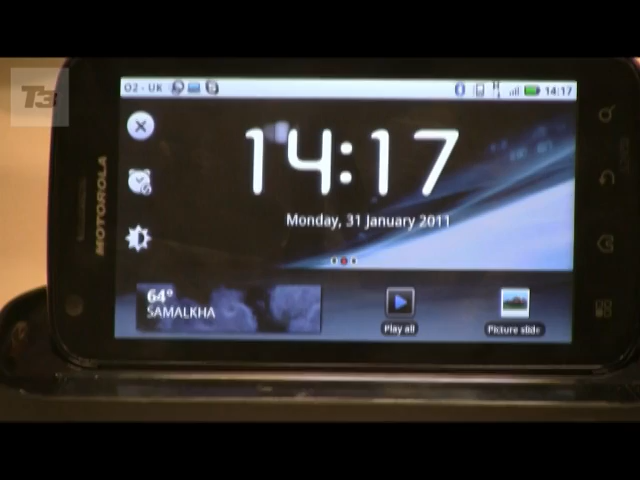 T3
O2 - UK
14:17
14:17
Monday, 31 January 2011
MOTOROLA
64°
SAMALKHA
Play all
Picture slide